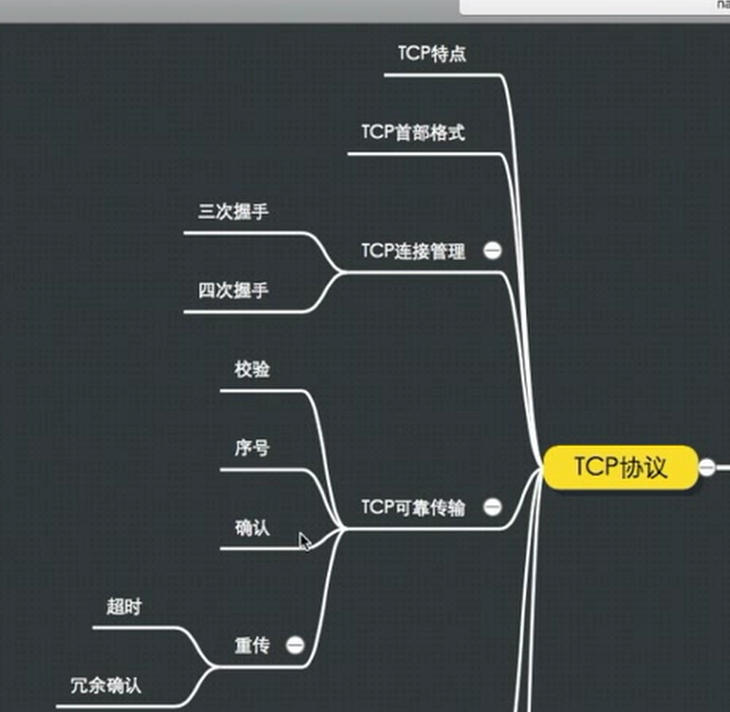 na
TCP特点
TCP首部格式
三次握手
TCP连接管理
四次握手
校验
序号
TCP协议
TCP可靠传输
确认
超时
重传
冗余确认